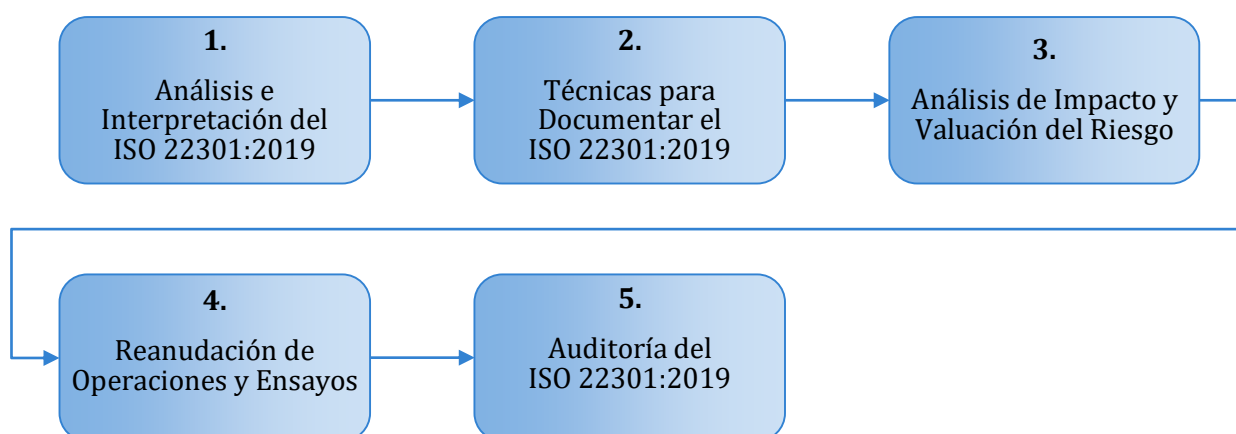 1.
Análisis e
Interpretación del
ISO 22301:2019
2.
Técnicas para
Documentar el
ISO 22301:2019
3.
Análisis de Impacto y
Valuación del Riesgo
4.
Reanudación de
Operaciones y Ensayos
5.
Auditoría del
ISO 22301:2019